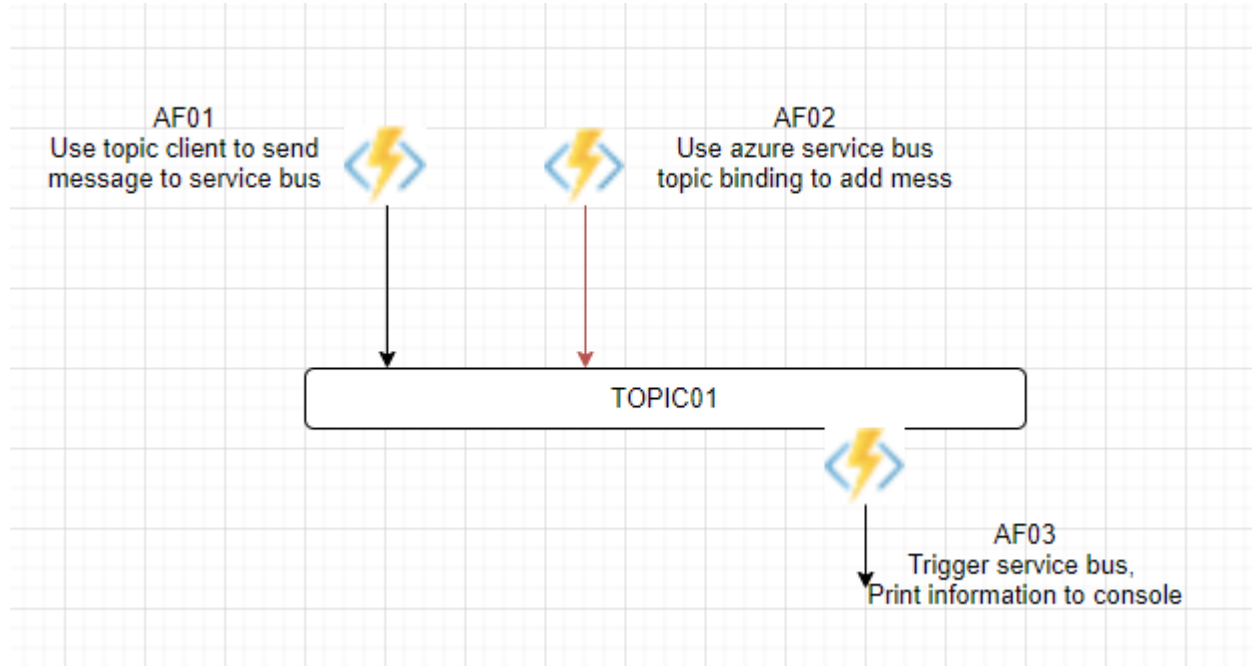 AF01
Use topic client to send
message to service bus
AF02
Use azure service bus
topic binding to add mess
TOPIC01
AF03
Trigger service bus,
Print information to console